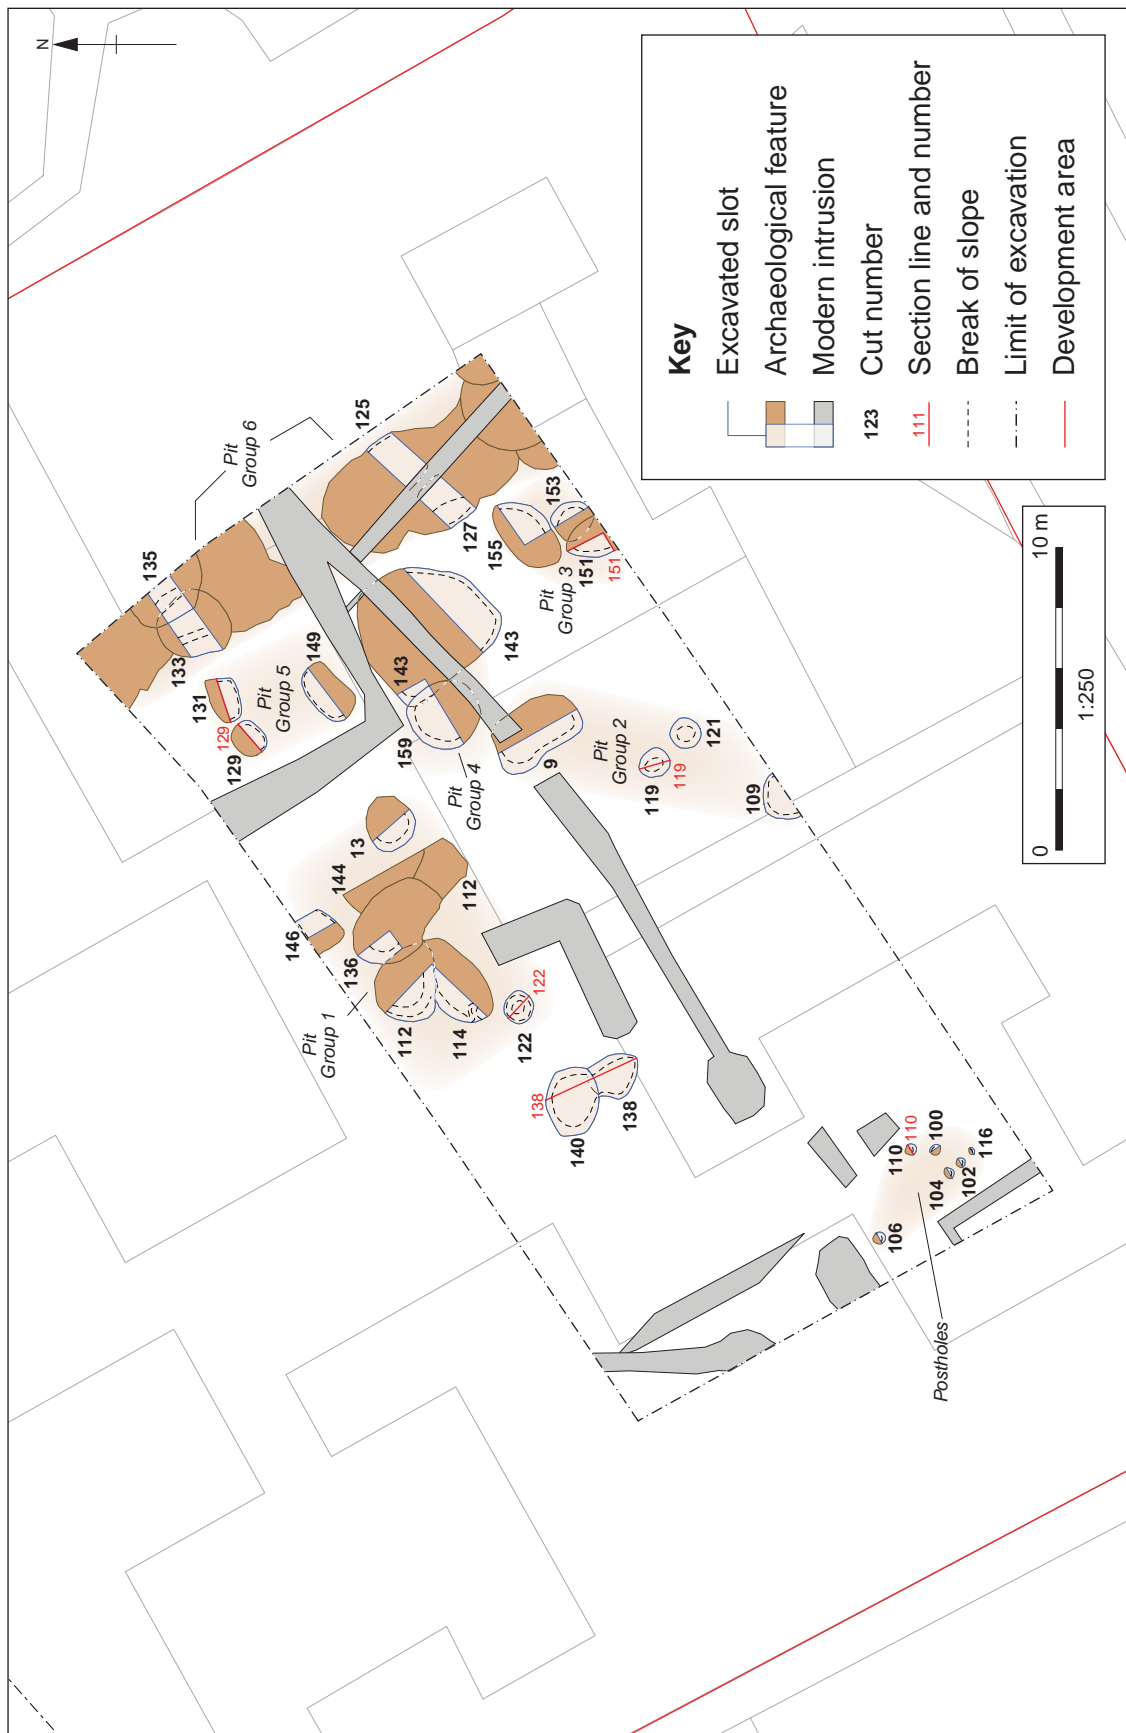 N
Pit
Group 6
125
135
133
149
131
129
129
Pit
Group 5
127
155
153
151
151
Pit
Group 3
143
143
159
Pit
Group 4
9
Pit
Group 2
121
119
119
109
13
144
112
146
136
Pit
Group 1
112
114
122
122
138
140
138
110
110
100
116
102
104
106
Postholes
Key
Excavated slot
Archaeological feature
Modern intrusion
123 Cut number
111 Section line and number
Break of slope
Limit of excavation
Development area
0 10 m
1:250